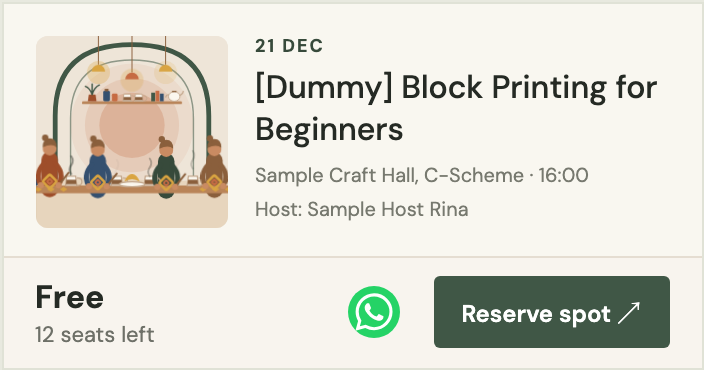 21 DEC
[Dummy] Block Printing for
Beginners
Sample Craft Hall, C-Scheme · 16:00
Host: Sample Host Rina
Free
12 seats left
Reserve spot ↗